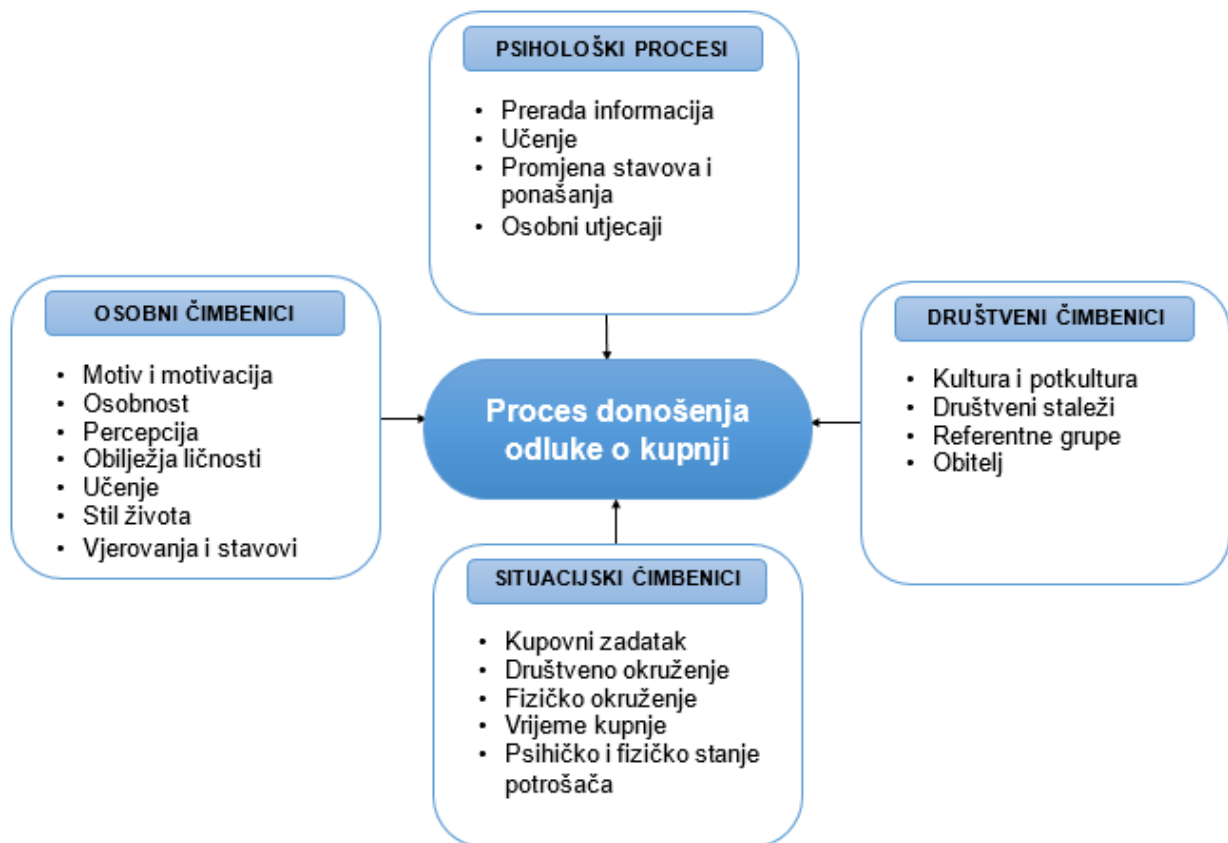 PSIHOLOŠKI PROCESI
• Prerada informacija
• Učenje
• Promjena stavova i
ponašanja
• Osobni utjecaji
OSOBNI ČIMBENICI
• Motiv i motivacija
• Osobnost
• Percepcija
• Obilježja ličnosti
• Učenje
• Stil života
• Vjerovanja i stavovi
Proces donošenja
odluke o kupnji
DRUŠTVENI ČIMBENICI
• Kultura i potkultura
• Društveni staleži
• Referentne grupe
• Obitelj
SITUACIJSKI ČIMBENICI
• Kupovni zadatak
• Društveno okruženje
• Fizičko okruženje
• Vrijeme kupnje
• Psihičko i fizičko stanje
potrošača